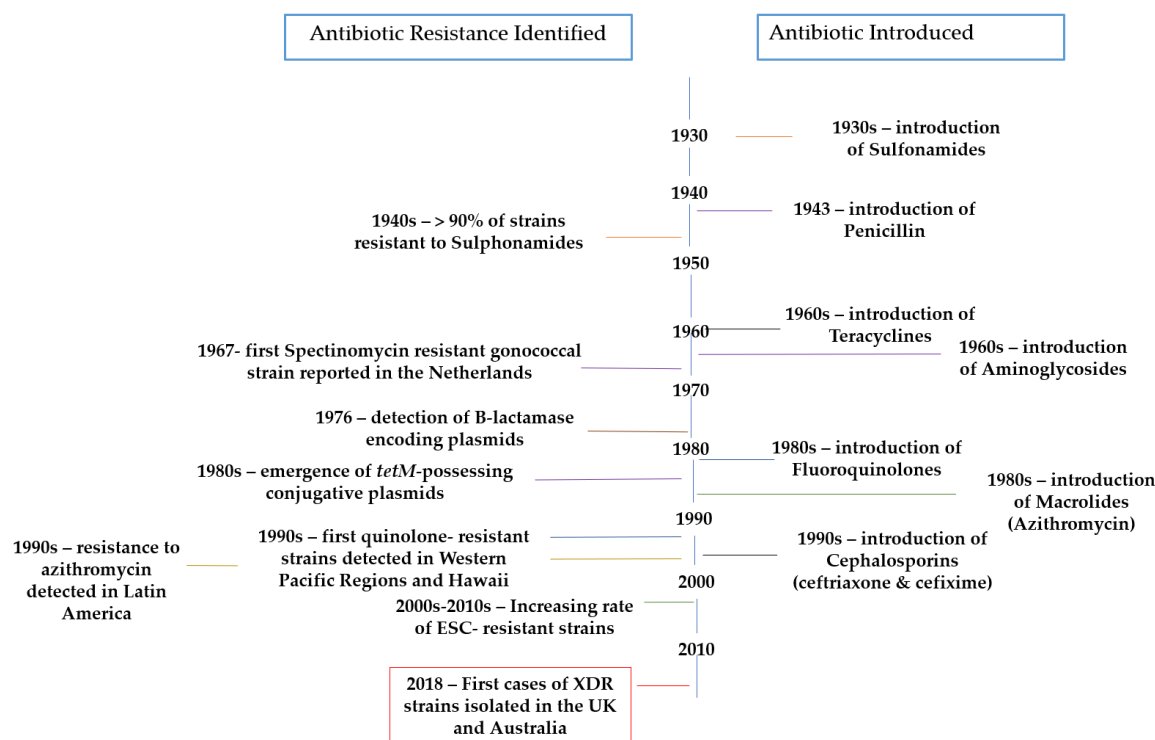 Antibiotic Resistance Identified
Antibiotic Introduced
1930
1930s – introduction
of Sulfonamides
1940
1943 – introduction of
Penicillin
1940s – > 90% of strains
resistant to Sulphonamides
1950
1960s – introduction of
Teracyclines
1960
1967- first Spectinomycin resistant gonococcal
strain reported in the Netherlands
1960s – introduction
of Aminoglycosides
1970
1976 – detection of B-lactamase
encoding plasmids
1980
1980s – introduction of
Fluoroquinolones
1980s – emergence of tetM-possessing
conjugative plasmids
1980s – introduction
of Macrolides
(Azithromycin)
1990
1990s – resistance to
azithromycin
detected in Latin
America
1990s – first quinolone- resistant
strains detected in Western
Pacific Regions and Hawaii
1990s – introduction of
Cephalosporins
(ceftriaxone & cefixime)
2000
2000s-2010s – Increasing rate
of ESC- resistant strains
2010
2018 – First cases of XDR
strains isolated in the UK
and Australia